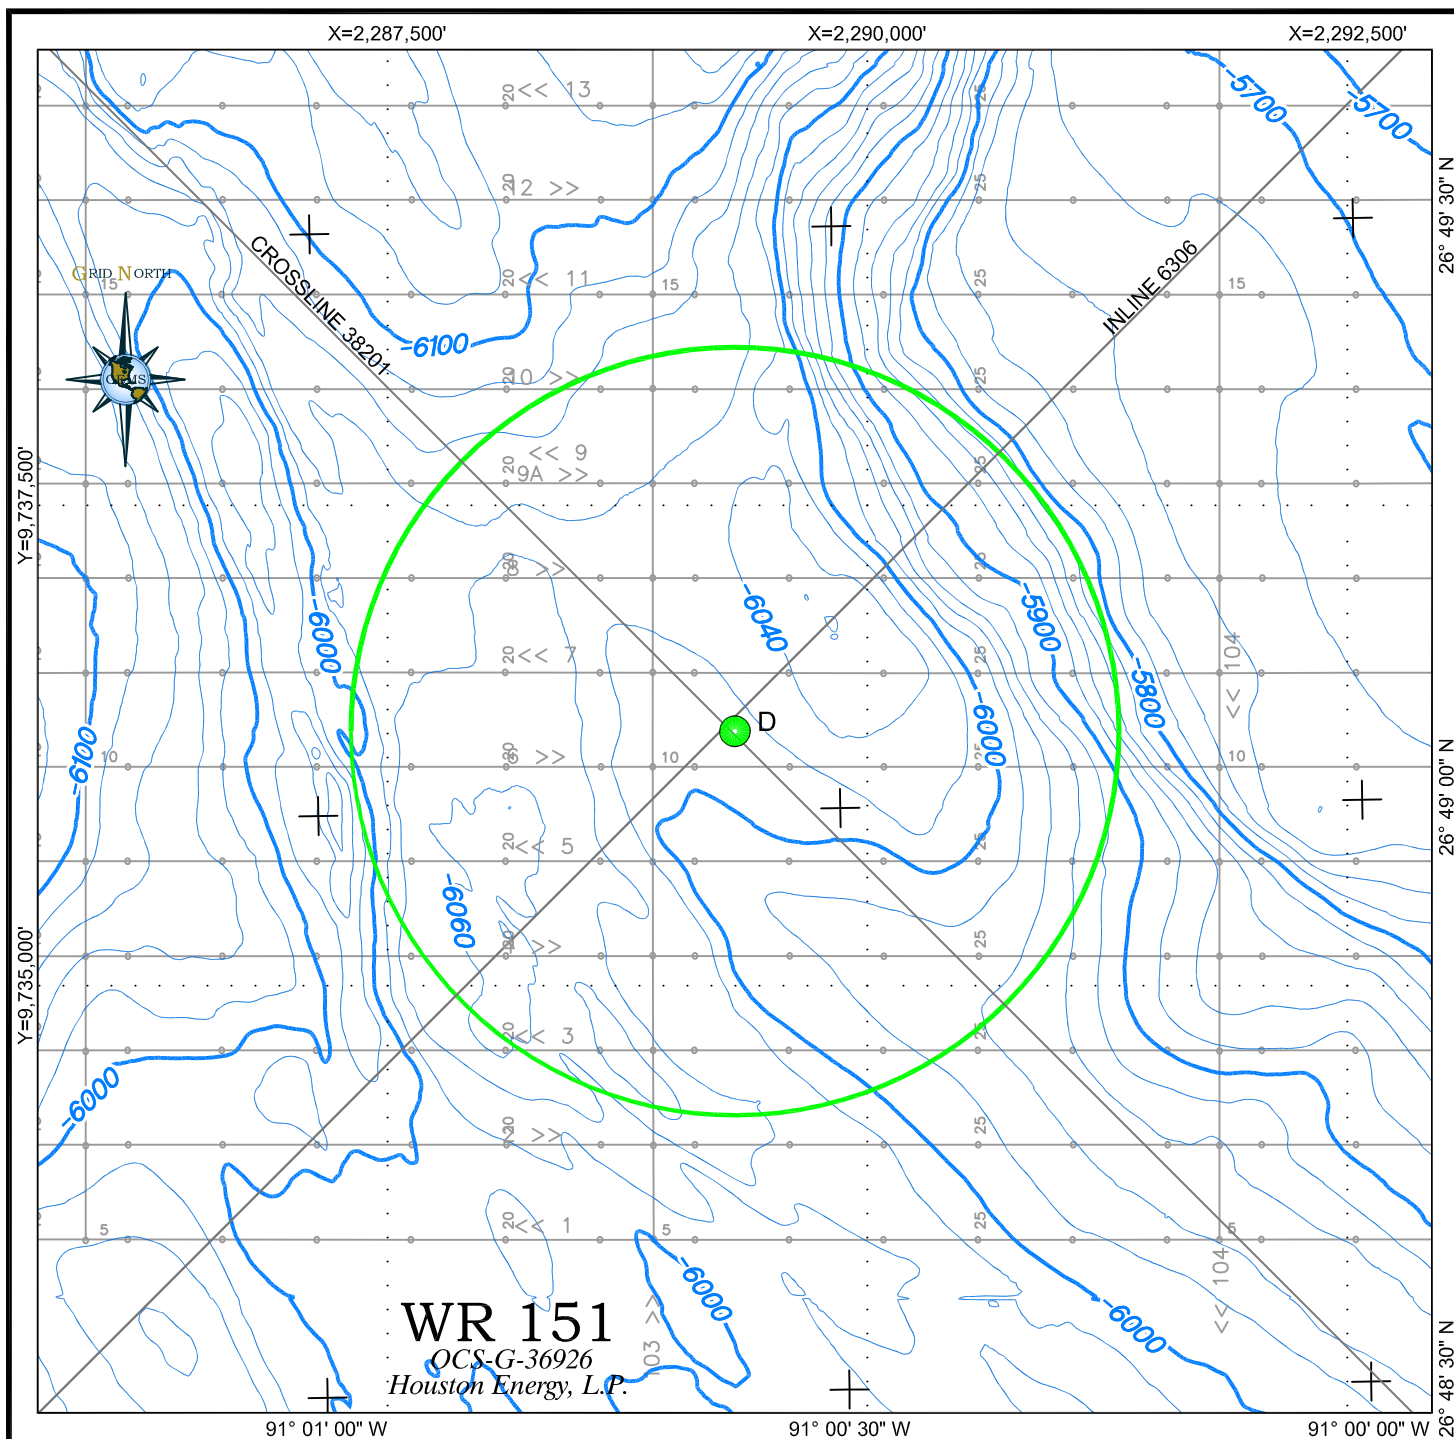 X=2,287,500' X=2,290,000' X=2,292,500'
-5700 -5700
<< 13
20 25
12 >>
20 25
26° 49' 30" N
CROSSLINE 38201
INLINE 6306
GRID NORTH
15 << 11 15 15
20 25
-6100
10 >>
20 25
<< 9
9A >>
20 25
Y=9,737,500'
8 >>
25
-6000 -6040 -5900
<< 7
20 25
<< 104
-5800
D
-6100 -6000
10 >> 10 10
25
26° 49' 00" N
<< 5
20 25
-6060
>>
25
Y=9,735,000'
<< 3
20 25
-6000
>>
25
5 << 1 5 5
20 25
-6000
103 >>
<< 104
-6000
WR 151
OCS-G-36926
Houston Energy, L.P.
26° 48' 30" N
91° 01' 00" W 91° 00' 30" W 91° 00' 00" W